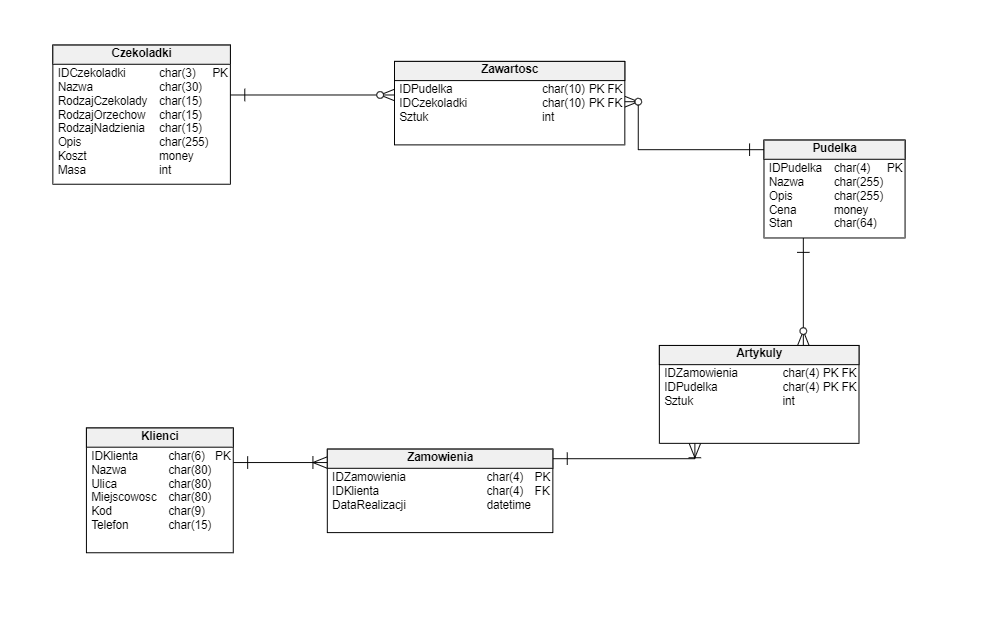 Czekoladki
IDCzekoladki char(3) PK
Nazwa char(30)
RodzajCzekolady char(15)
RodzajOrzechow char(15)
RodzajNadzienia char(15)
Opis char(255)
Koszt money
Masa int
Zawartosc
IDPudelka char(10) PK FK
IDCzekoladki char(10) PK FK
Sztuk int
Pudelka
IDPudelka char(4) PK
Nazwa char(255)
Opis char(255)
Cena money
Stan char(64)
Artykuly
IDZamowienia char(4) PK FK
IDPudelka char(4) PK FK
Sztuk int
Klienci
IDKlienta char(6) PK
Nazwa char(80)
Ulica char(80)
Miejscowosc char(80)
Kod char(9)
Telefon char(15)
Zamowienia
IDZamowienia char(4) PK
IDKlienta char(4) FK
DataRealizacji datetime